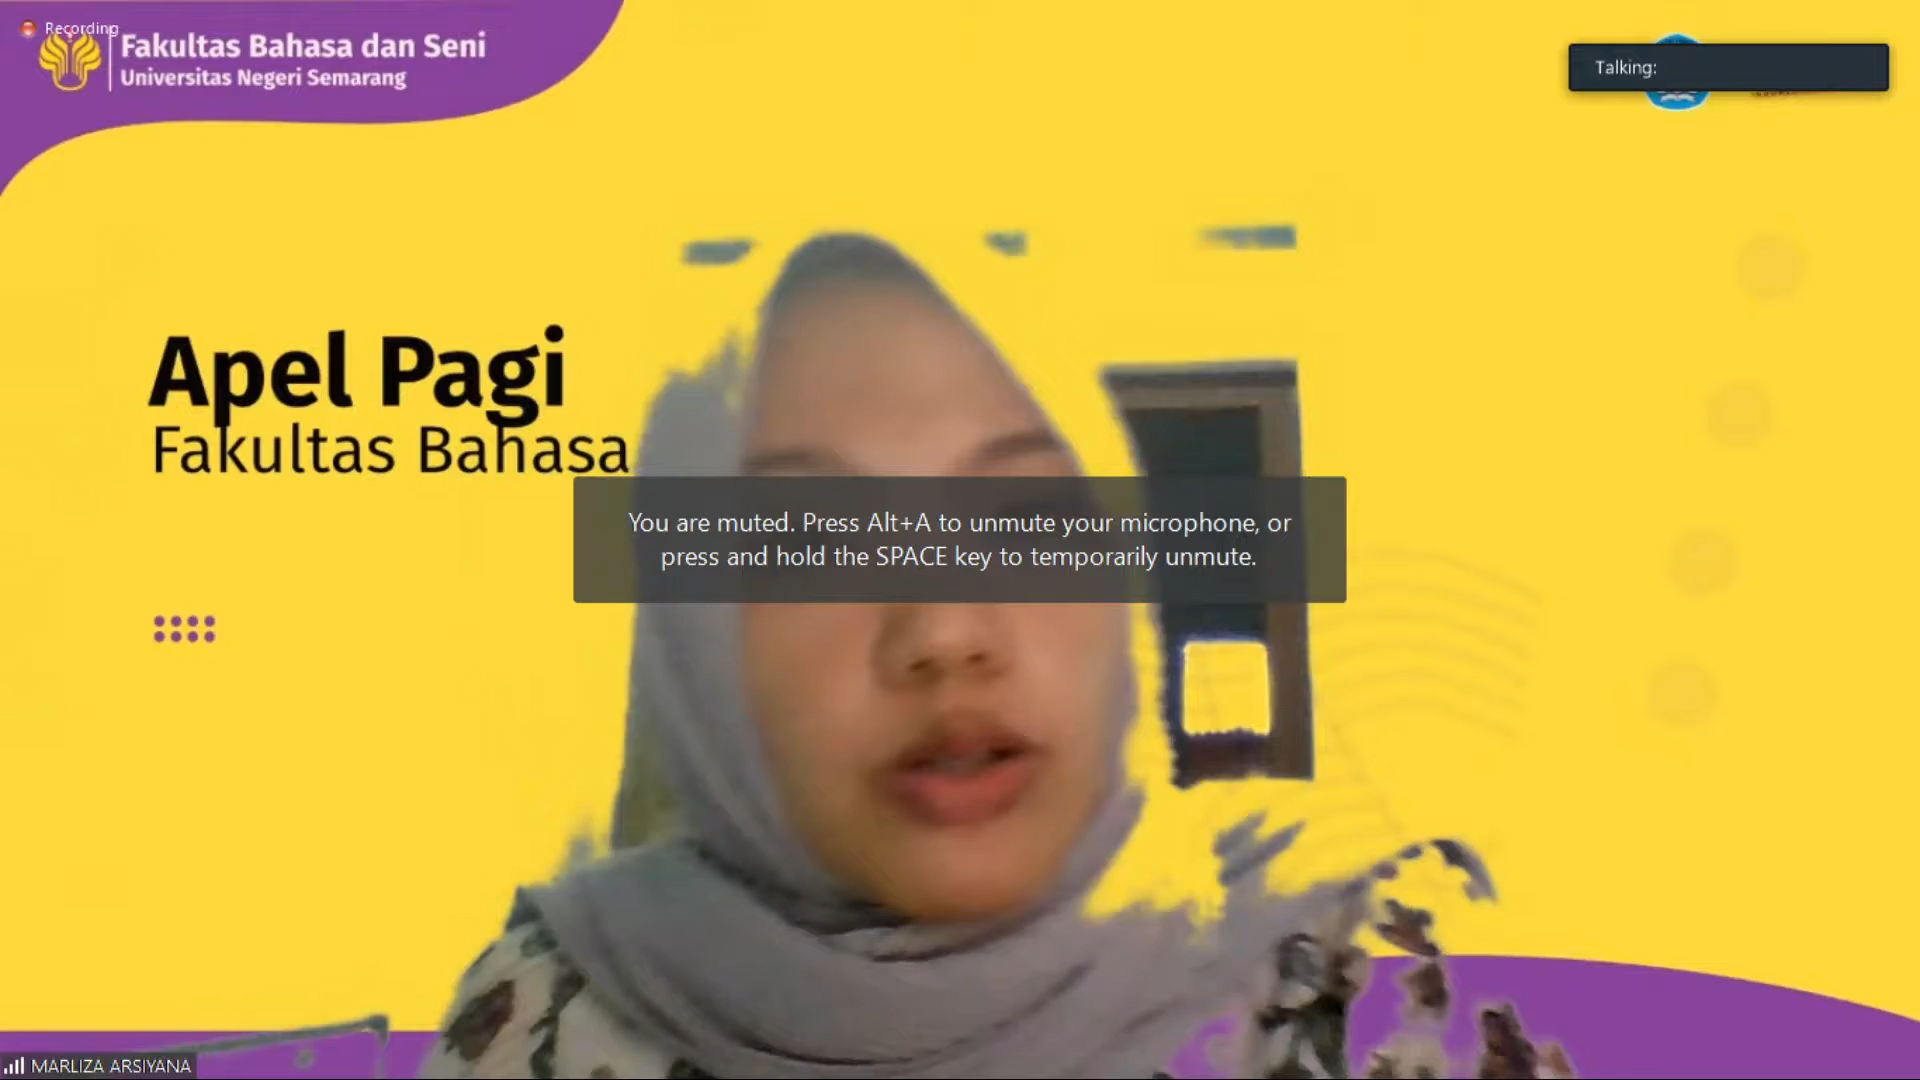 Recording
Fakultas Bahasa dan Seni
Universitas Negeri Semarang
Talking:
Apel Pagi
Fakultas Bahasa
You are muted. Press Alt+A to unmute your microphone, or
press and hold the SPACE key to temporarily unmute.
MARLIZA ARSIYANA